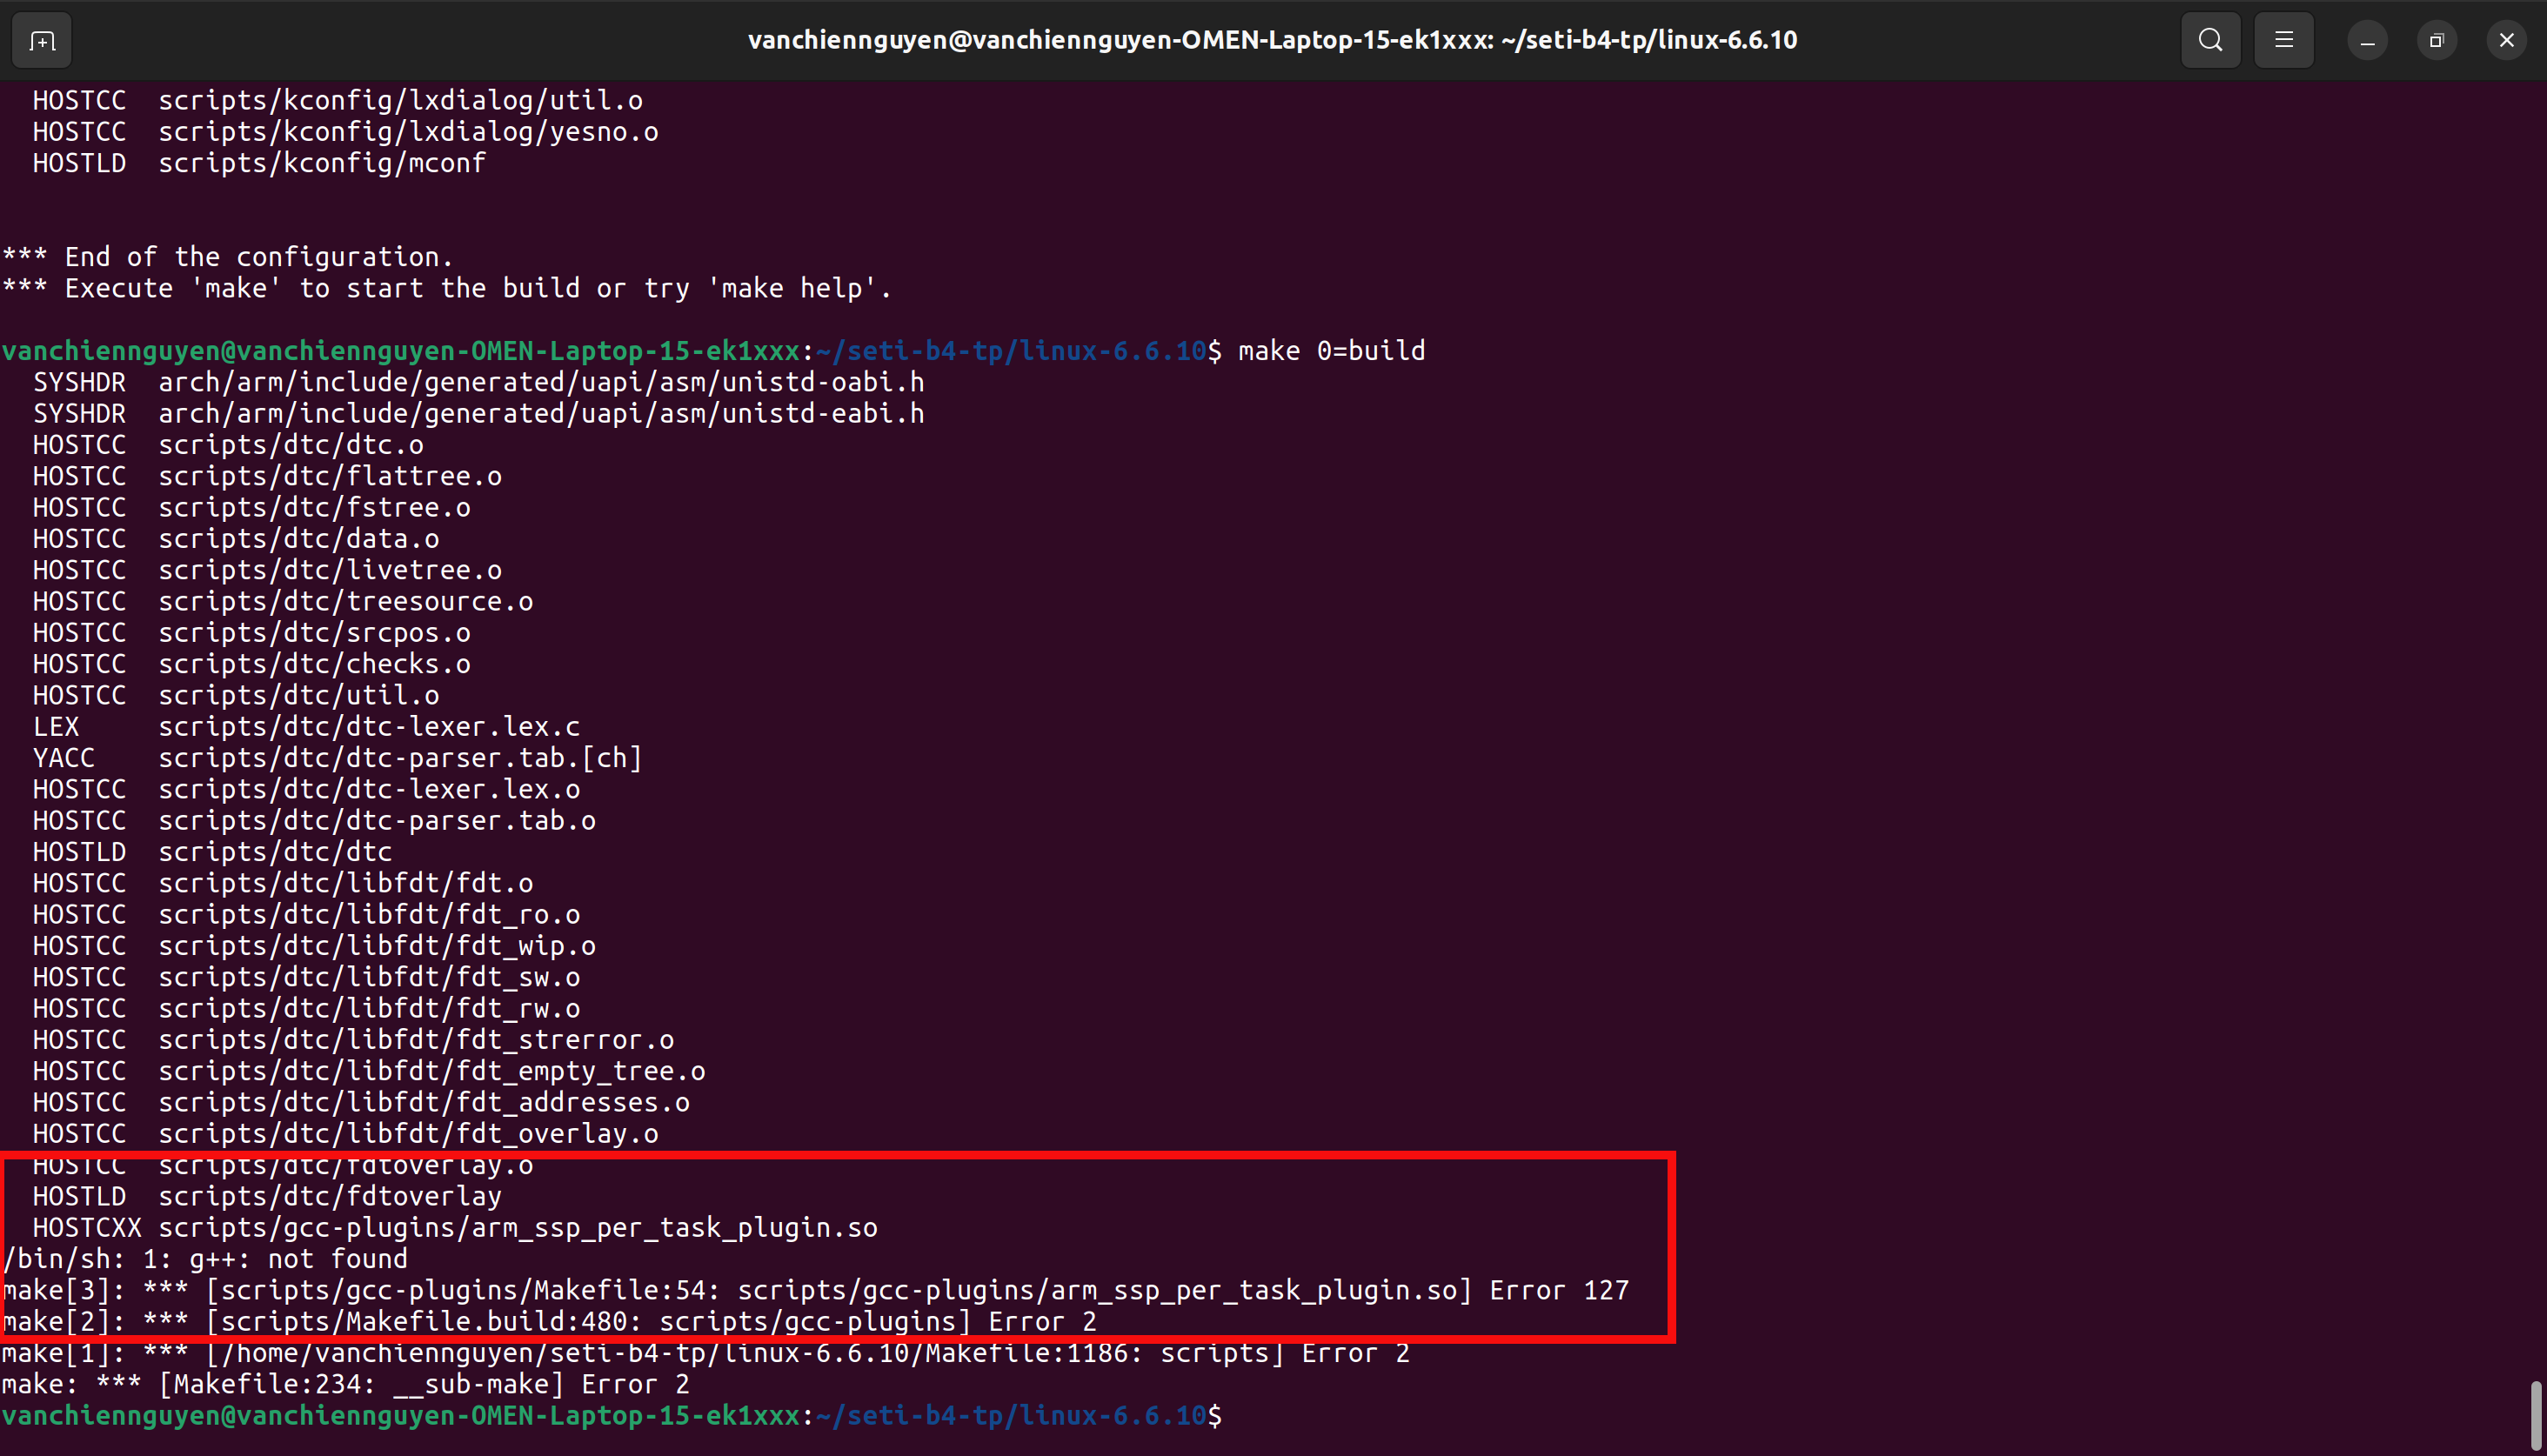 vanchiennguyen@vanchiennguyen-OMEN-Laptop-15-ek1xxx: ~/seti-b4-tp/linux-6.6.10
HOSTCC scripts/kconfig/lxdialog/util.o
HOSTCC scripts/kconfig/lxdialog/yesno.o
HOSTLD scripts/kconfig/mconf
*** End of the configuration.
*** Execute 'make' to start the build or try 'make help'.
vanchiennguyen@vanchiennguyen-OMEN-Laptop-15-ek1xxx:~/seti-b4-tp/linux-6.6.10$ make 0=build
SYSHDR arch/arm/include/generated/uapi/asm/unistd-oabi.h
SYSHDR arch/arm/include/generated/uapi/asm/unistd-eabi.h
HOSTCC scripts/dtc/dtc.o
HOSTCC scripts/dtc/flattree.o
HOSTCC scripts/dtc/fstree.o
HOSTCC scripts/dtc/data.o
HOSTCC scripts/dtc/livetree.o
HOSTCC scripts/dtc/treesource.o
HOSTCC scripts/dtc/srcpos.o
HOSTCC scripts/dtc/checks.o
HOSTCC scripts/dtc/util.o
LEX scripts/dtc/dtc-lexer.lex.c
YACC scripts/dtc/dtc-parser.tab.[ch]
HOSTCC scripts/dtc/dtc-lexer.lex.o
HOSTCC scripts/dtc/dtc-parser.tab.o
HOSTLD scripts/dtc/dtc
HOSTCC scripts/dtc/libfdt/fdt.o
HOSTCC scripts/dtc/libfdt/fdt_ro.o
HOSTCC scripts/dtc/libfdt/fdt_wip.o
HOSTCC scripts/dtc/libfdt/fdt_sw.o
HOSTCC scripts/dtc/libfdt/fdt_rw.o
HOSTCC scripts/dtc/libfdt/fdt_strerror.o
HOSTCC scripts/dtc/libfdt/fdt_empty_tree.o
HOSTCC scripts/dtc/libfdt/fdt_addresses.o
HOSTCC scripts/dtc/libfdt/fdt_overlay.o
HOSTCC scripts/dtc/fdtoverlay.o
HOSTLD scripts/dtc/fdtoverlay
HOSTCXX scripts/gcc-plugins/arm_ssp_per_task_plugin.so
/bin/sh: 1: g++: not found
make[3]: *** [scripts/gcc-plugins/Makefile:54: scripts/gcc-plugins/arm_ssp_per_task_plugin.so] Error 127
make[2]: *** [scripts/Makefile.build:480: scripts/gcc-plugins] Error 2
make[1]: *** [/home/vanchiennguyen/seti-b4-tp/linux-6.6.10/Makefile:1186: scripts] Error 2
make: *** [Makefile:234: __sub-make] Error 2
vanchiennguyen@vanchiennguyen-OMEN-Laptop-15-ek1xxx:~/seti-b4-tp/linux-6.6.10$